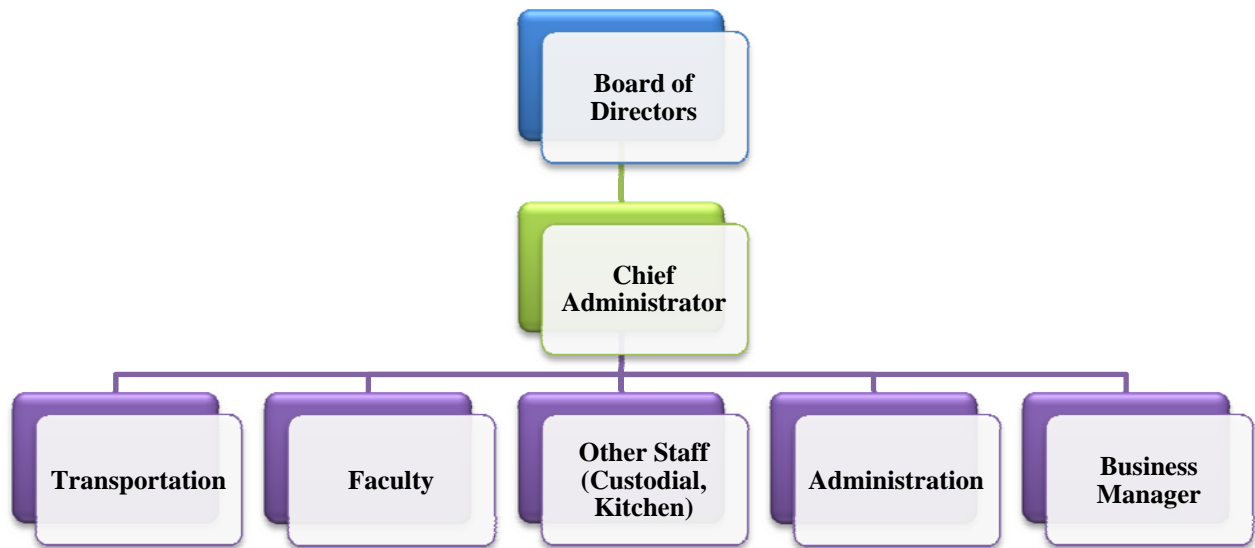 Board of
Directors
Chief
Administrator
Transportation
Faculty
Other Staff
(Custodial,
Kitchen)
Administration
Business
Manager